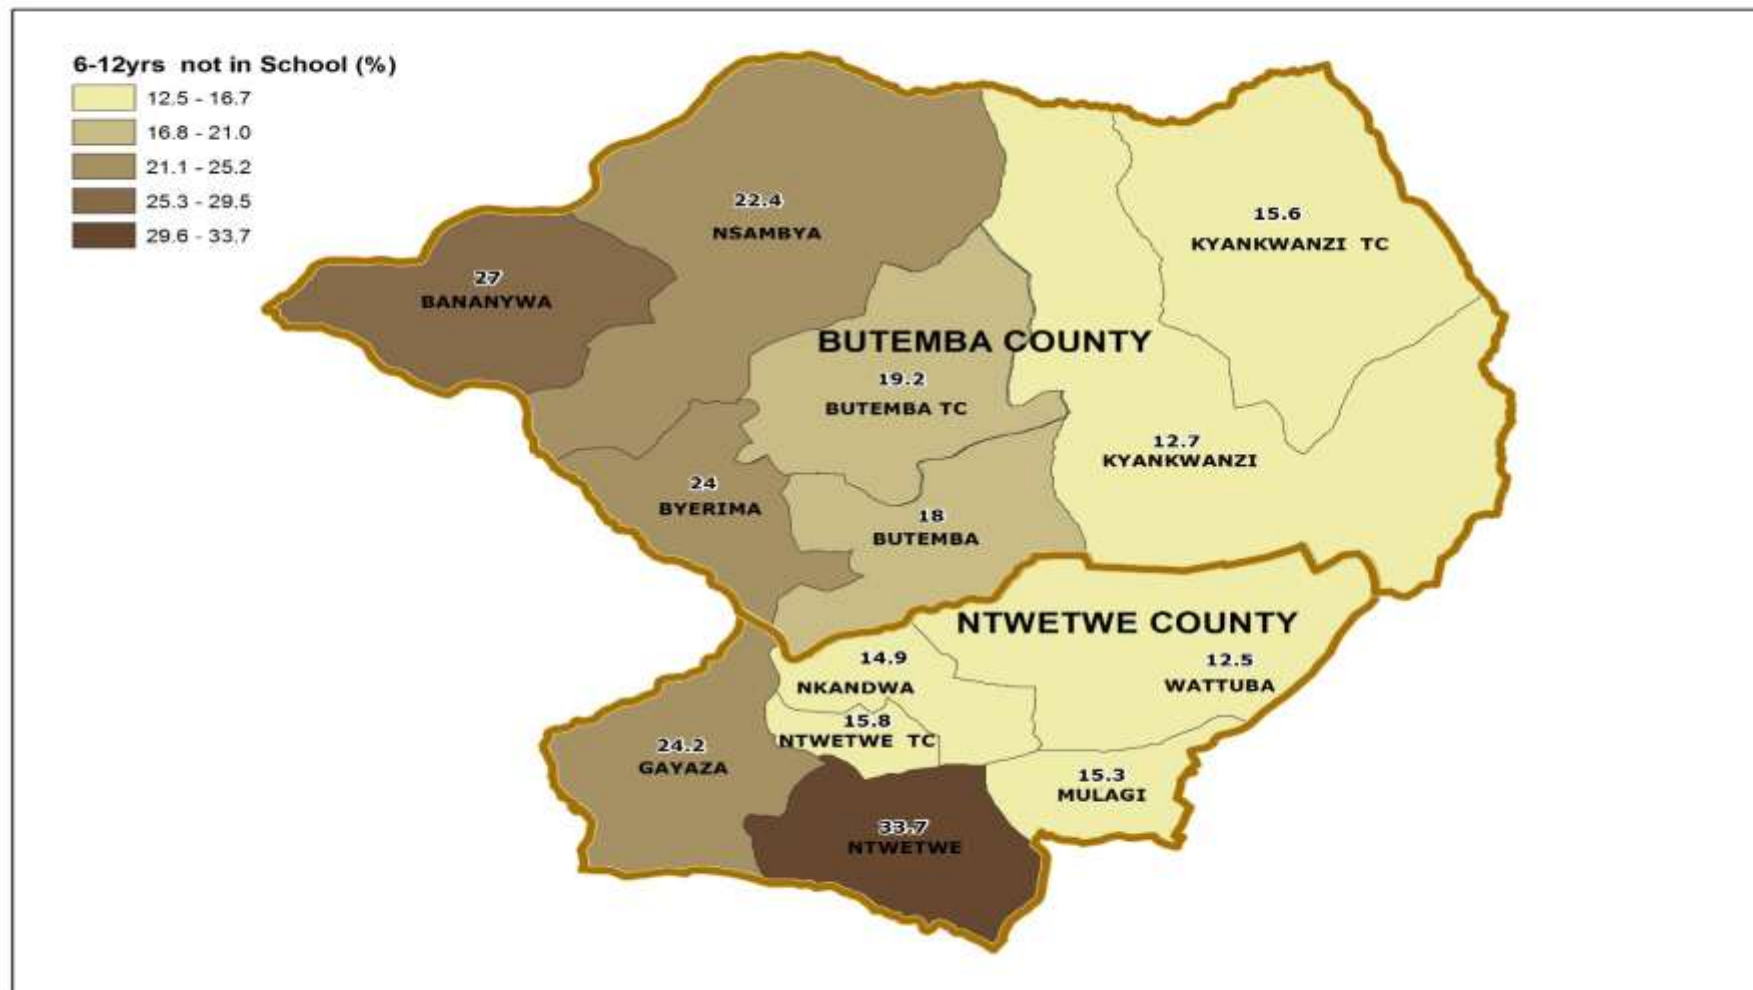 6-12yrs not in School (%)
12.5 - 16.7
16.8 - 21.0
21.1 - 25.2
25.3 - 29.5
29.6 - 33.7
22.4
NSAMBYA
15.6
KYANKWANZI TC
27
BANANYWA
BUTEMBA COUNTY
19.2
BUTEMBA TC
12.7
KYANKWANZI
24
BYERIMA
18
BUTEMBA
NTWETWE COUNTY
14.9
NKANDWA
12.5
WATTUBA
15.8
NTWETWE TC
24.2
GAYAZA
15.3
MULAGI
33.7
NTWETWE